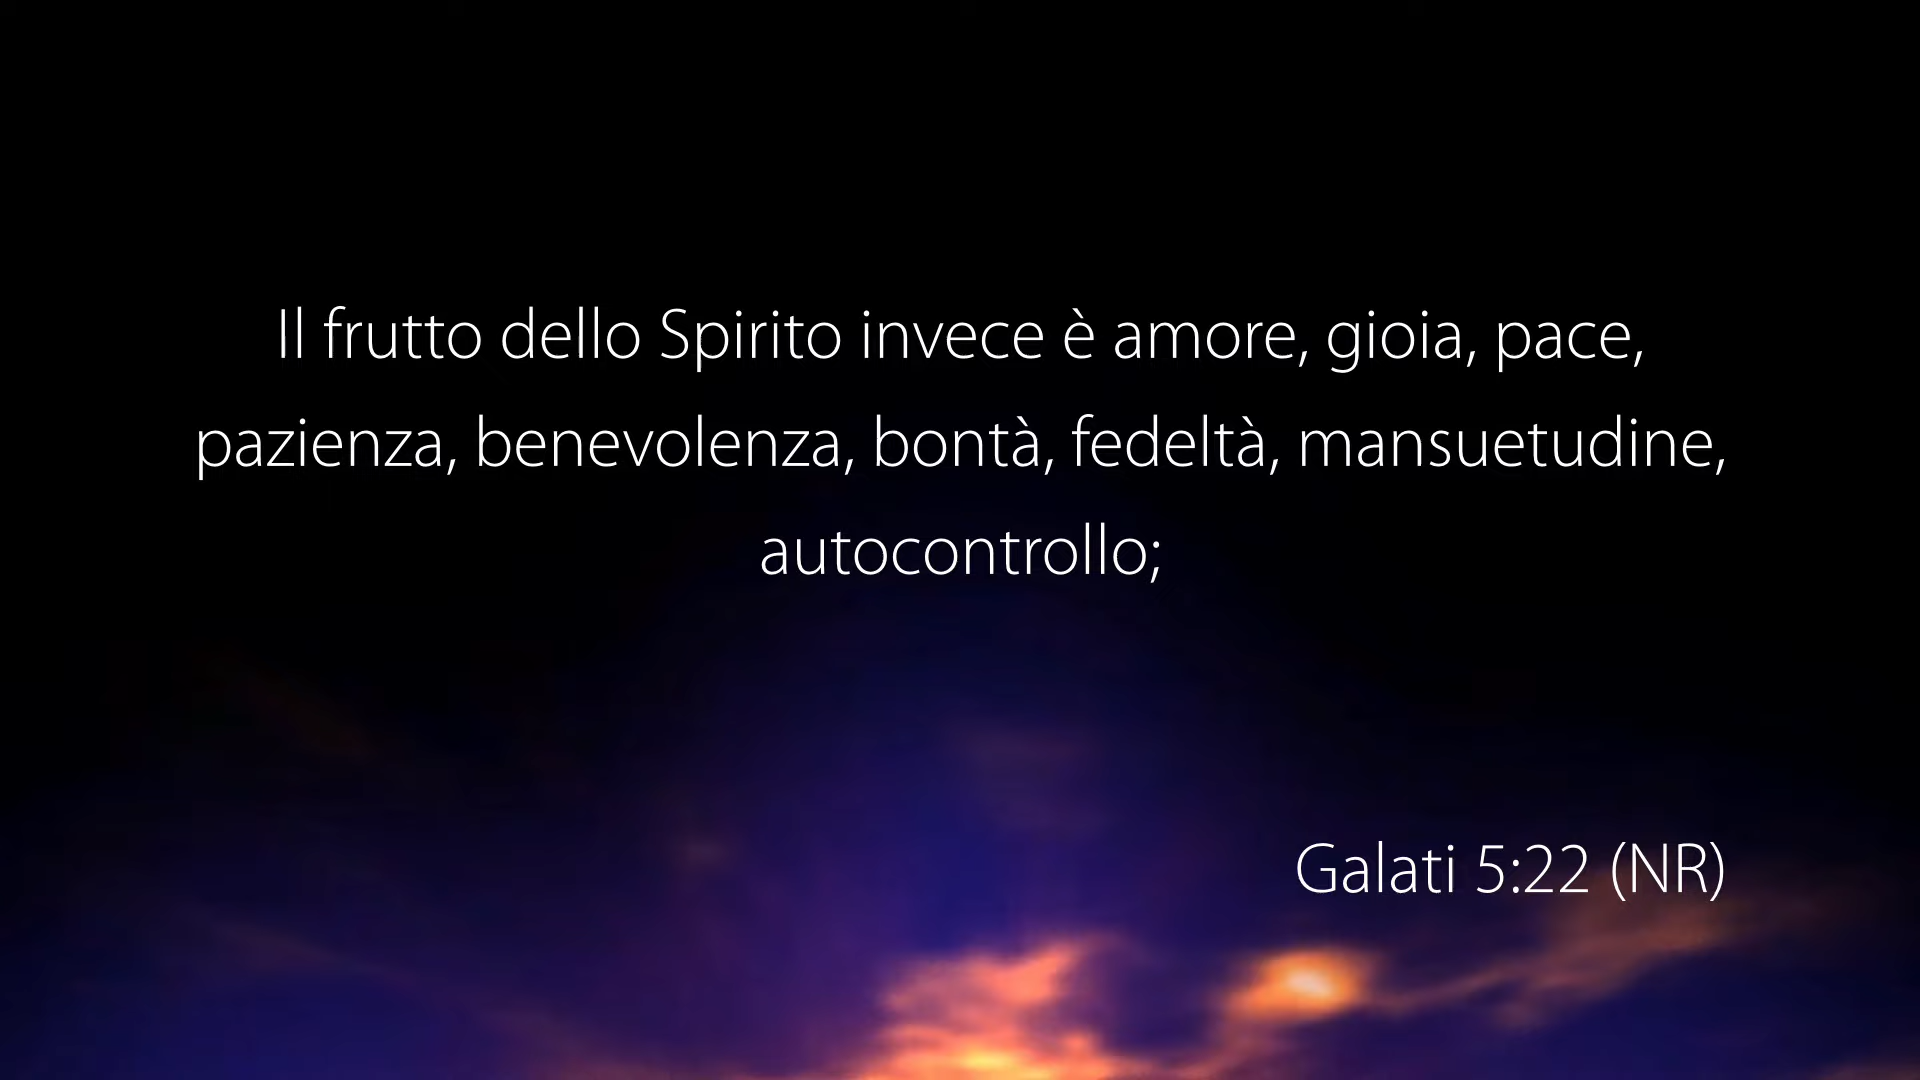 Il frutto dello Spirito invece è amore, gioia, pace,
pazienza, benevolenza, bontà, fedeltà, mansuetudine,
autocontrollo;
Galati 5:22 (NR)